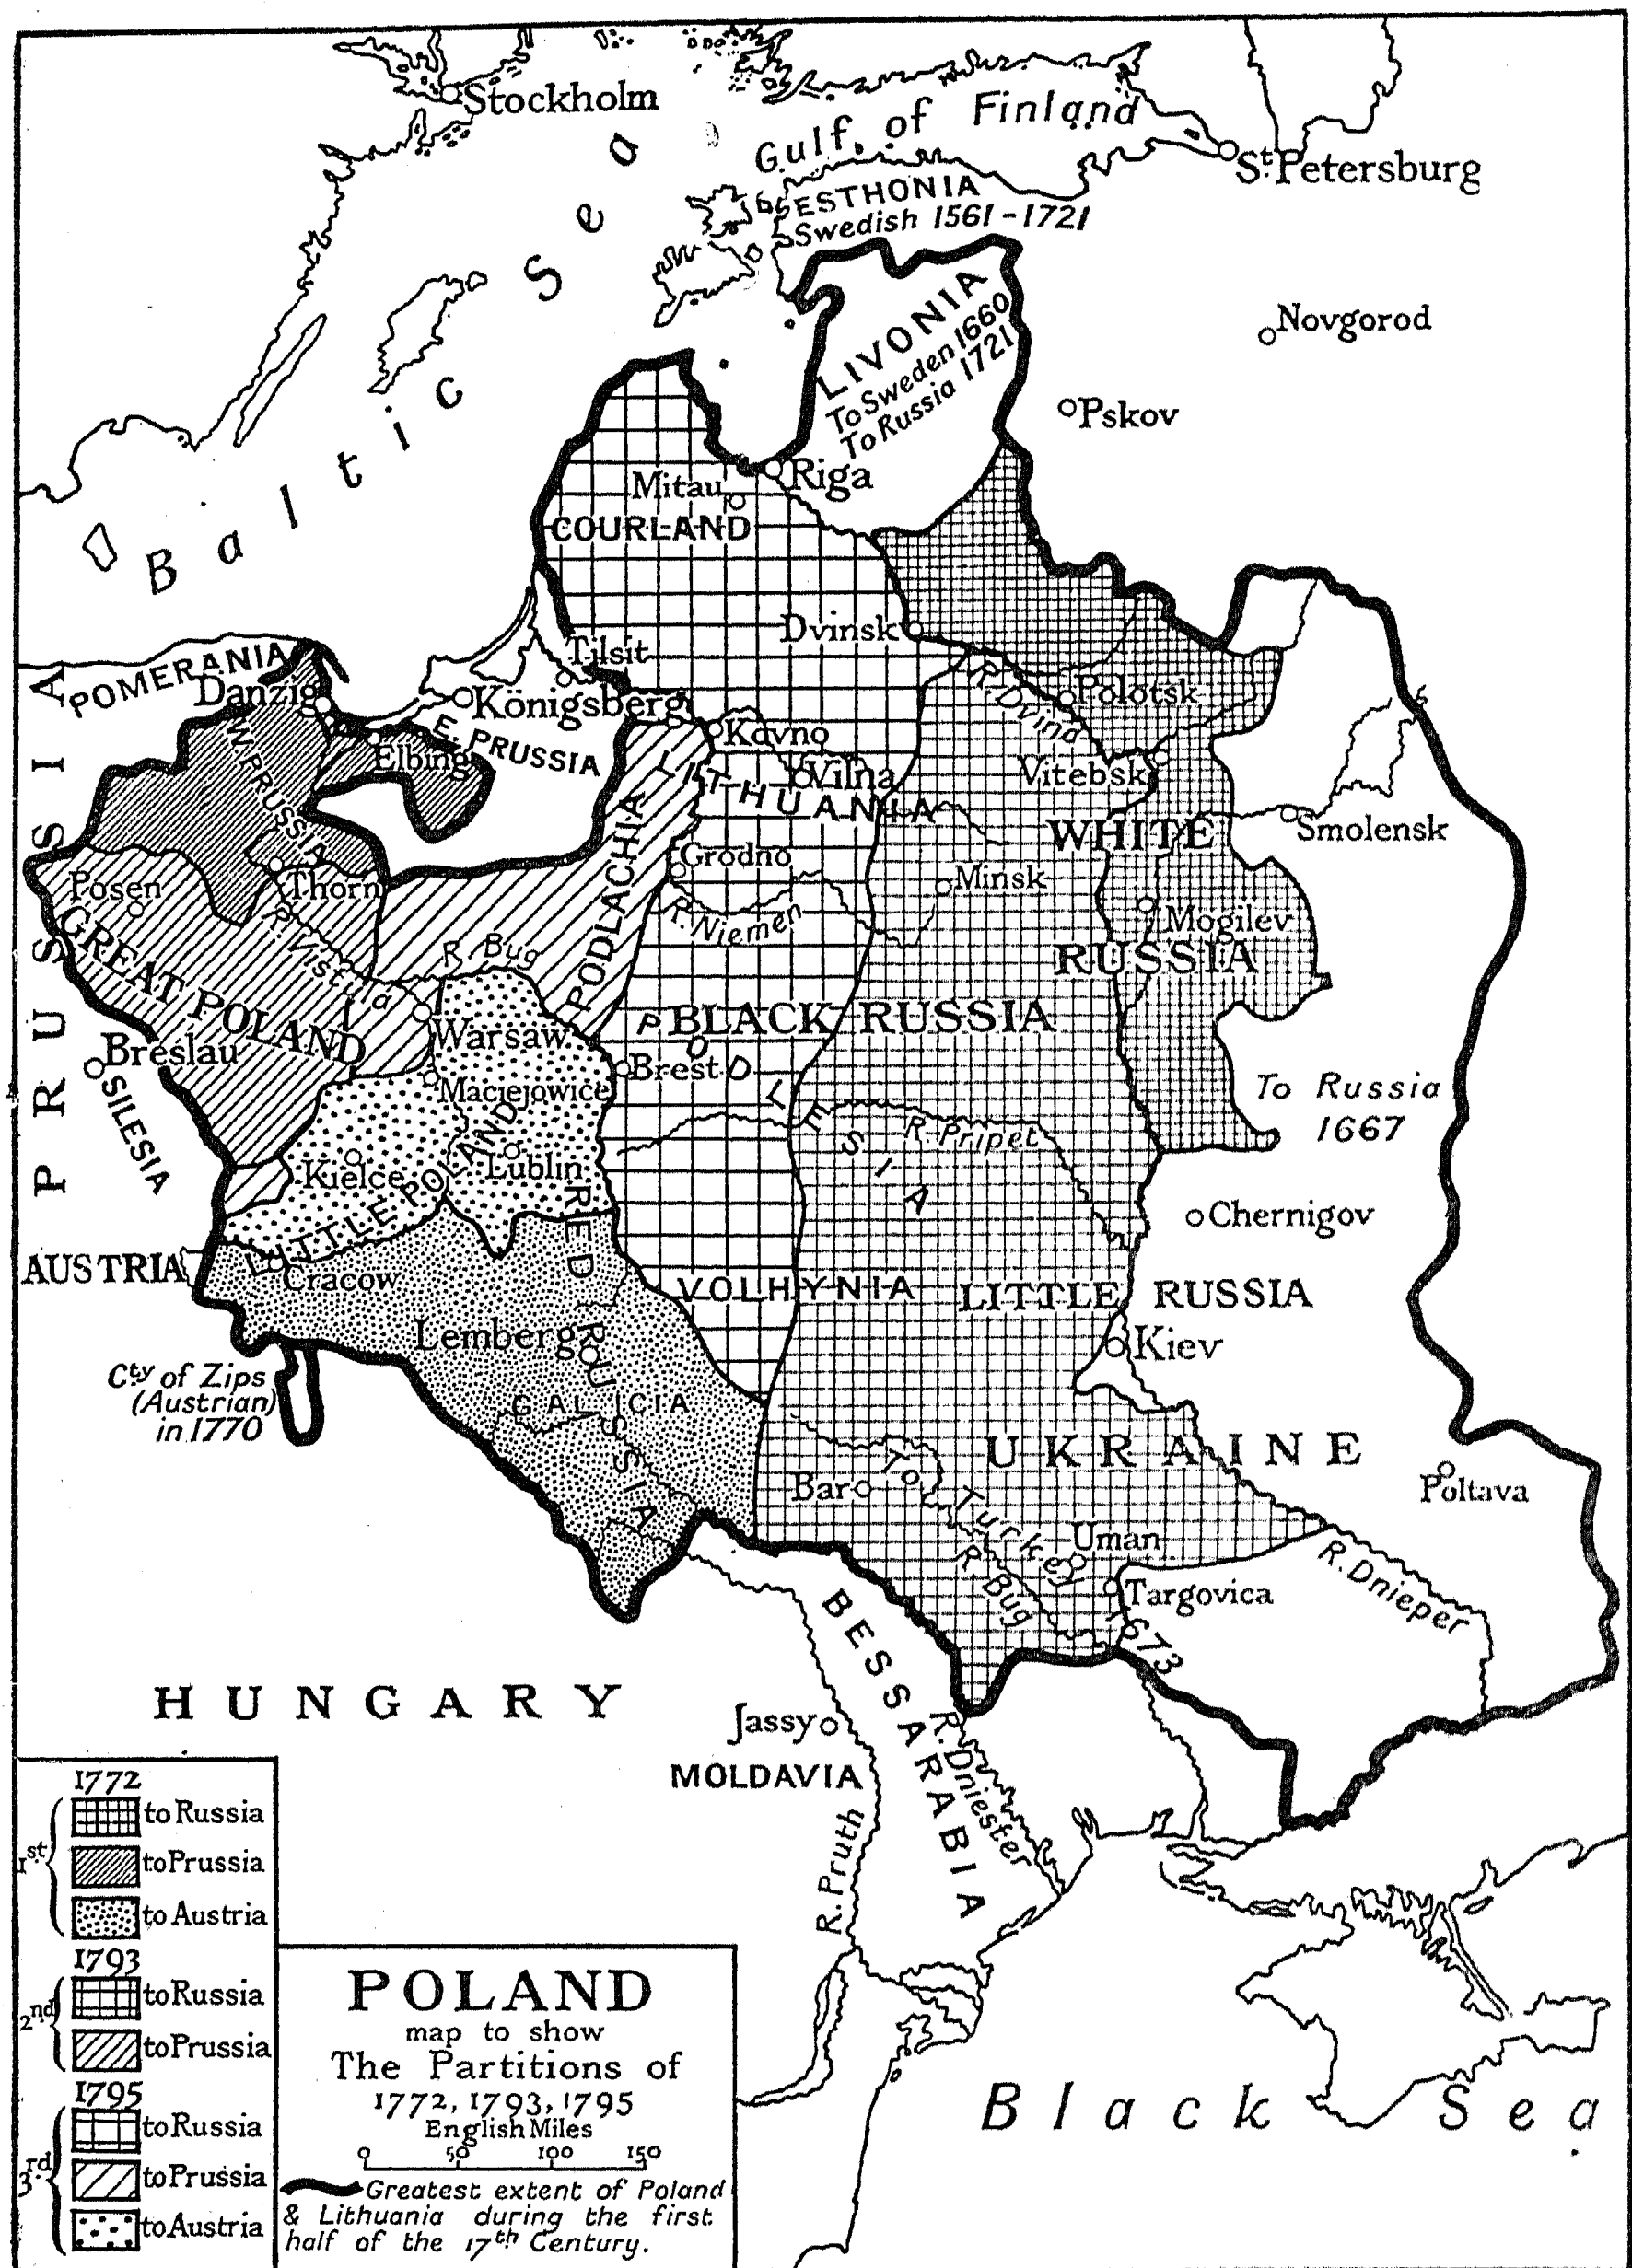 Stockholm
Baltic Sea
Gulf of Finland
St. Petersburg
ESTHONIA
Swedish 1561-1721
LIVONIA
To Sweden 1660
To Russia 1721
Novgorod
Pskov
Riga
Mitau
COURLAND
Dvinsk
Tilsit
POMERANIA
Danzig
Königsberg
E. PRUSSIA
Elbing
W. PRUSSIA
PRUSSIA
Kovno
Vilna
LITHUANIA
R. Dvina
Polotsk
Vitebsk
WHITE
RUSSIA
Smolensk
Minsk
Mogilev
Grodno
R. Niemen
PODLACHIA
Posen
Thorn
R. Vistla
R. Bug
GREAT POLAND
Warsaw
BLACK RUSSIA
PODLESIA
Brest
Breslau
SILESIA
Maciejowice
To Russia
1667
R. Pripet
Kielce
Lublin
LITTLE POLAND
RED RUSSIA
Chernigov
AUSTRIA
Cracow
VOLHYNIA
LITTLE RUSSIA
Lemberg
Kiev
Cty of Zips
(Austrian)
in 1770
GALICIA
UKRAINE
Bar
To Turkey 1673
Poltava
Uman
R. Bug
Targovica
R. Dnieper
HUNGARY
BESSARABIA
Jassy
MOLDAVIA
R. Dniester
R. Pruth
Black Sea
1772
1st
to Russia
to Prussia
to Austria
1793
2nd
to Russia
to Prussia
1795
3rd
to Russia
to Prussia
to Austria
POLAND
map to show
The Partitions of
1772, 1793, 1795
English Miles
0 50 100 150
Greatest extent of Poland
& Lithuania during the first
half of the 17th Century.